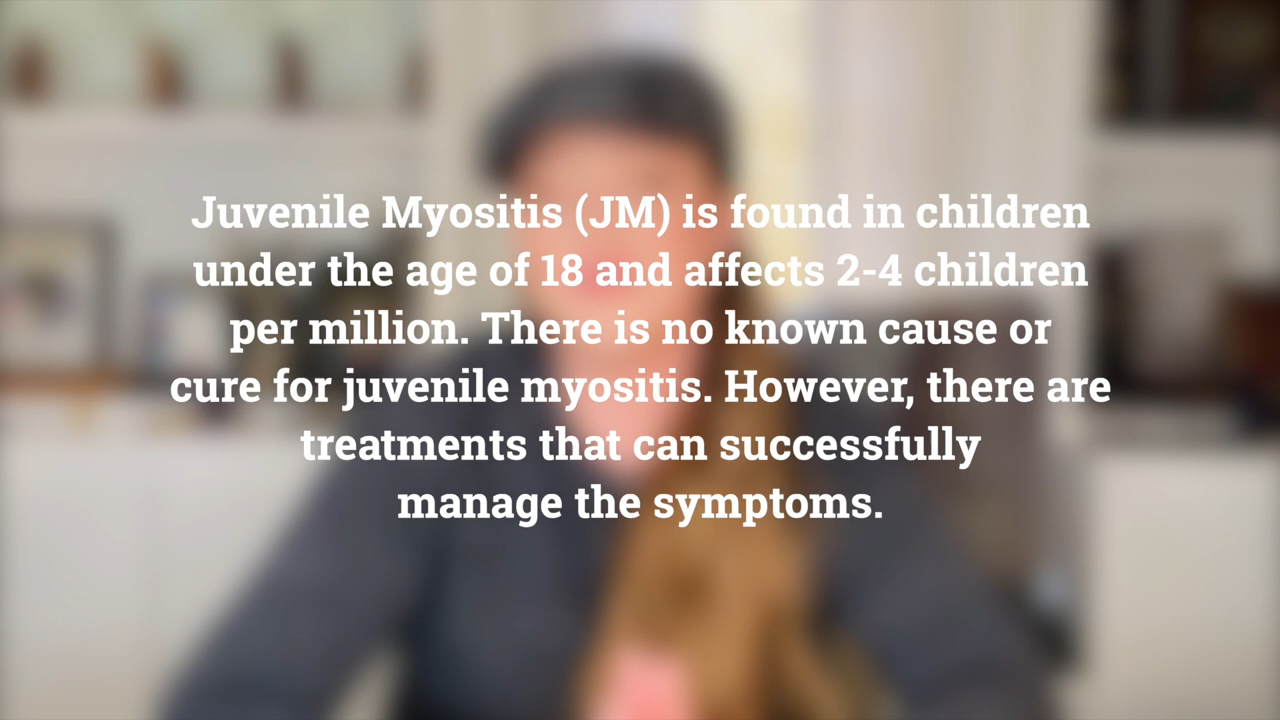 Juvenile Myositis (JM) is found in children
under the age of 18 and affects 2-4 children
per million. There is no known cause or
cure for juvenile myositis. However, there are
treatments that can successfully
manage the symptoms.